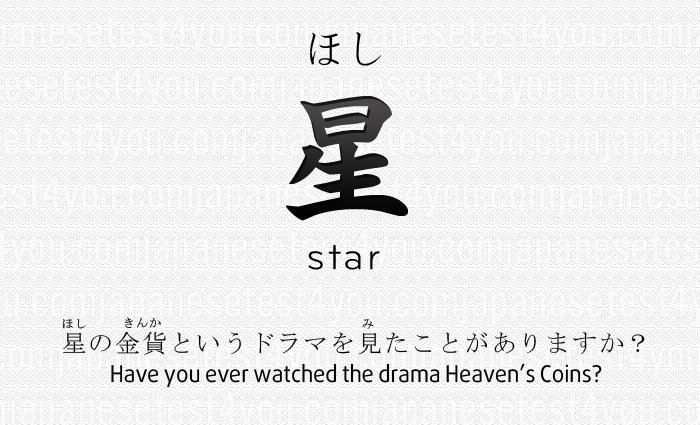 ほし
星
star
ほし きんか み
星の金貨というドラマを見たことがありますか？
Have you ever watched the drama Heaven's Coins?